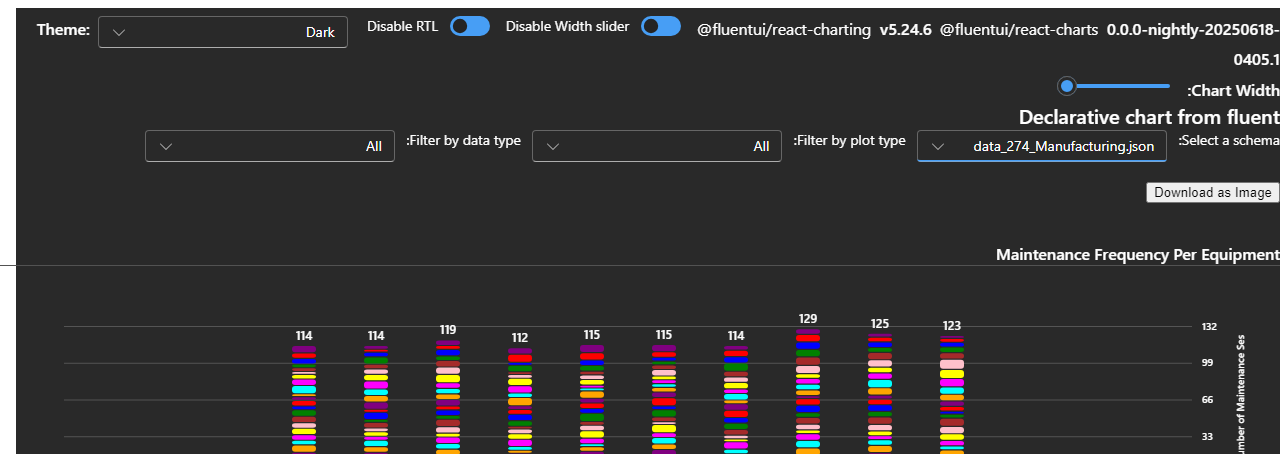 Theme: Dark Disable RTL Disable Width slider @fluentui/react-charting v5.24.6 @fluentui/react-charts 0.0.0-nightly-20250618-
0405.1
:Chart Width
Declarative chart from fluent
:Select a schema data_274_Manufacturing.json :Filter by plot type All :Filter by data type All
Download as Image
Maintenance Frequency Per Equipment
114 114 119 112 115 115 114 129 125 123
132
99
66
33
of Maintenance Ses